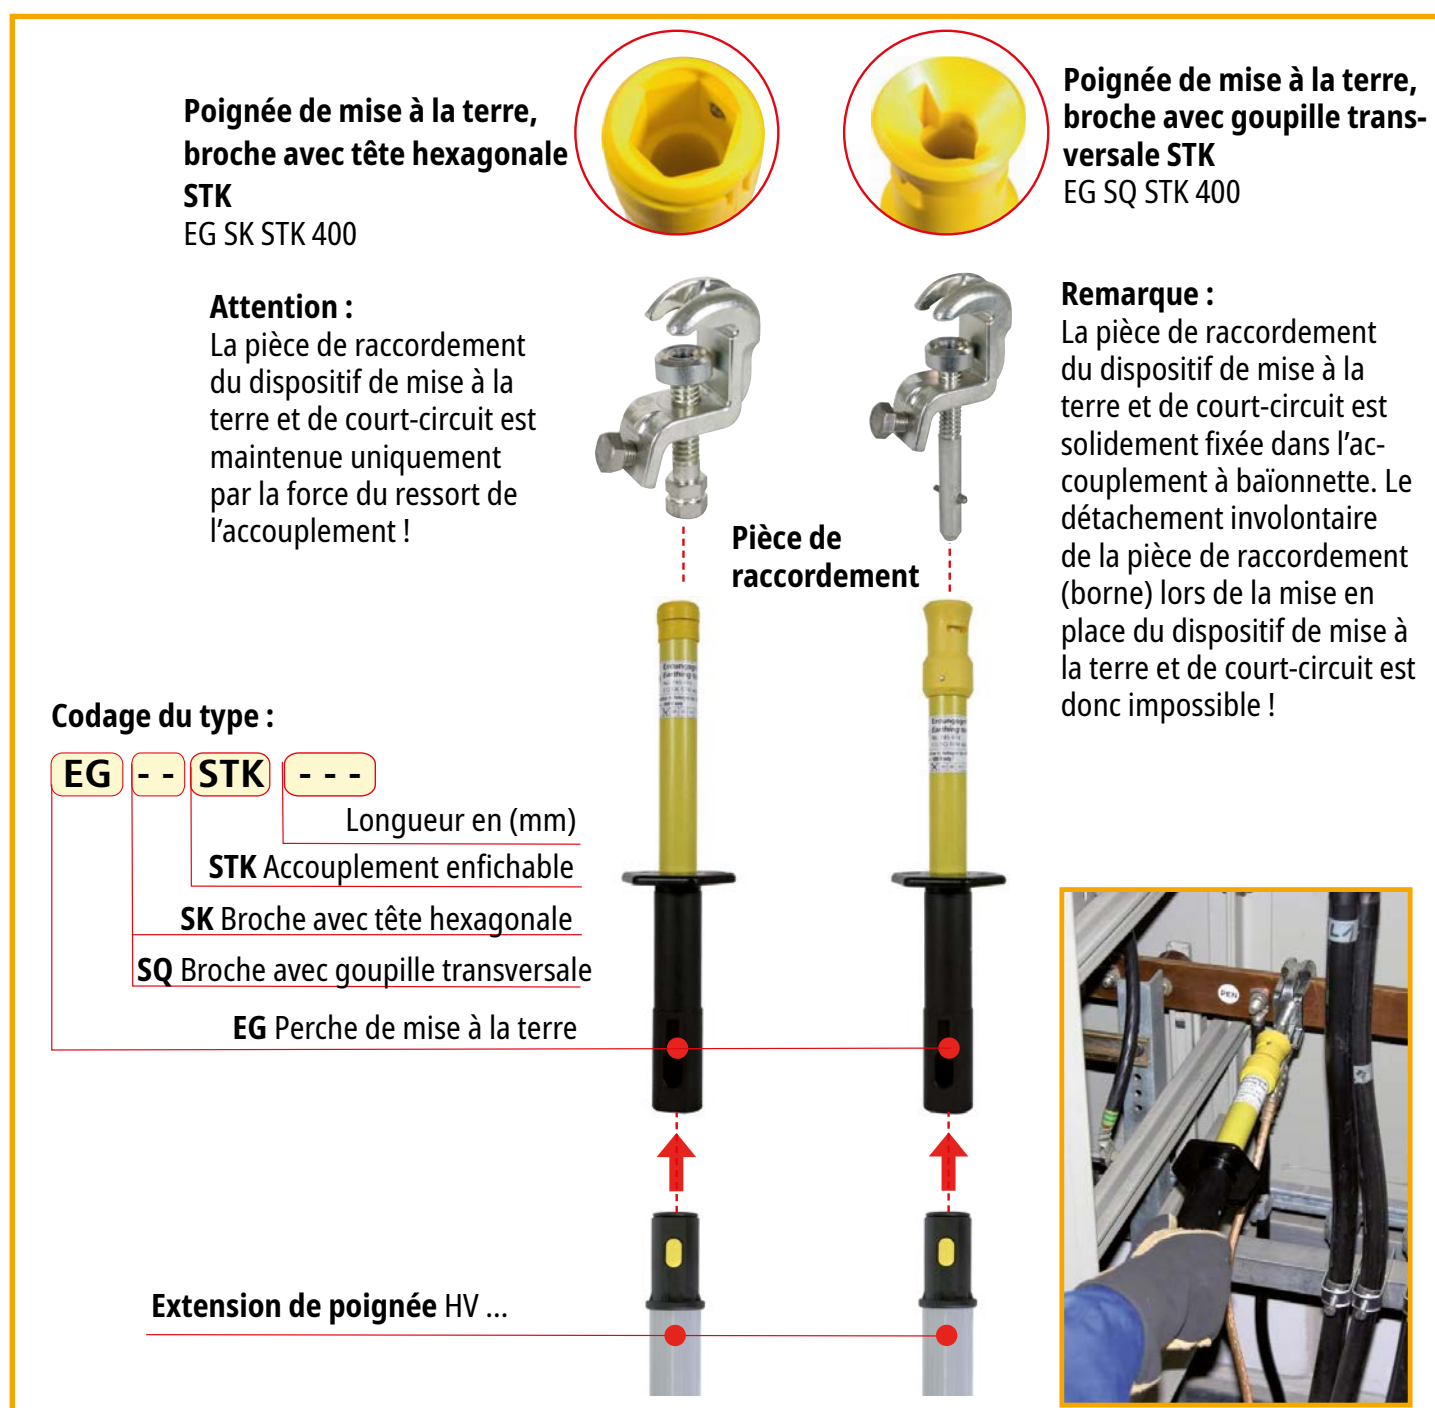 Poignée de mise à la terre,
broche avec tête hexagonale
STK
EG SK STK 400
Attention :
La pièce de raccordement
du dispositif de mise à la
terre et de court-circuit est
maintenue uniquement
par la force du ressort de
l’accouplement !
Poignée de mise à la terre,
broche avec goupille trans-
versale STK
EG SQ STK 400
Remarque :
La pièce de raccordement
du dispositif de mise à la
terre et de court-circuit est
solidement fixée dans l’ac-
couplement à baïonnette. Le
détachement involontaire
de la pièce de raccordement
(borne) lors de la mise en
place du dispositif de mise à
la terre et de court-circuit est
donc impossible !
Pièce de
raccordement
Codage du type :
EG - - STK - - -
Longueur en (mm)
STK Accouplement enfichable
SK Broche avec tête hexagonale
SQ Broche avec goupille transversale
EG Perche de mise à la terre
Extension de poignée HV ...
PEN
L1